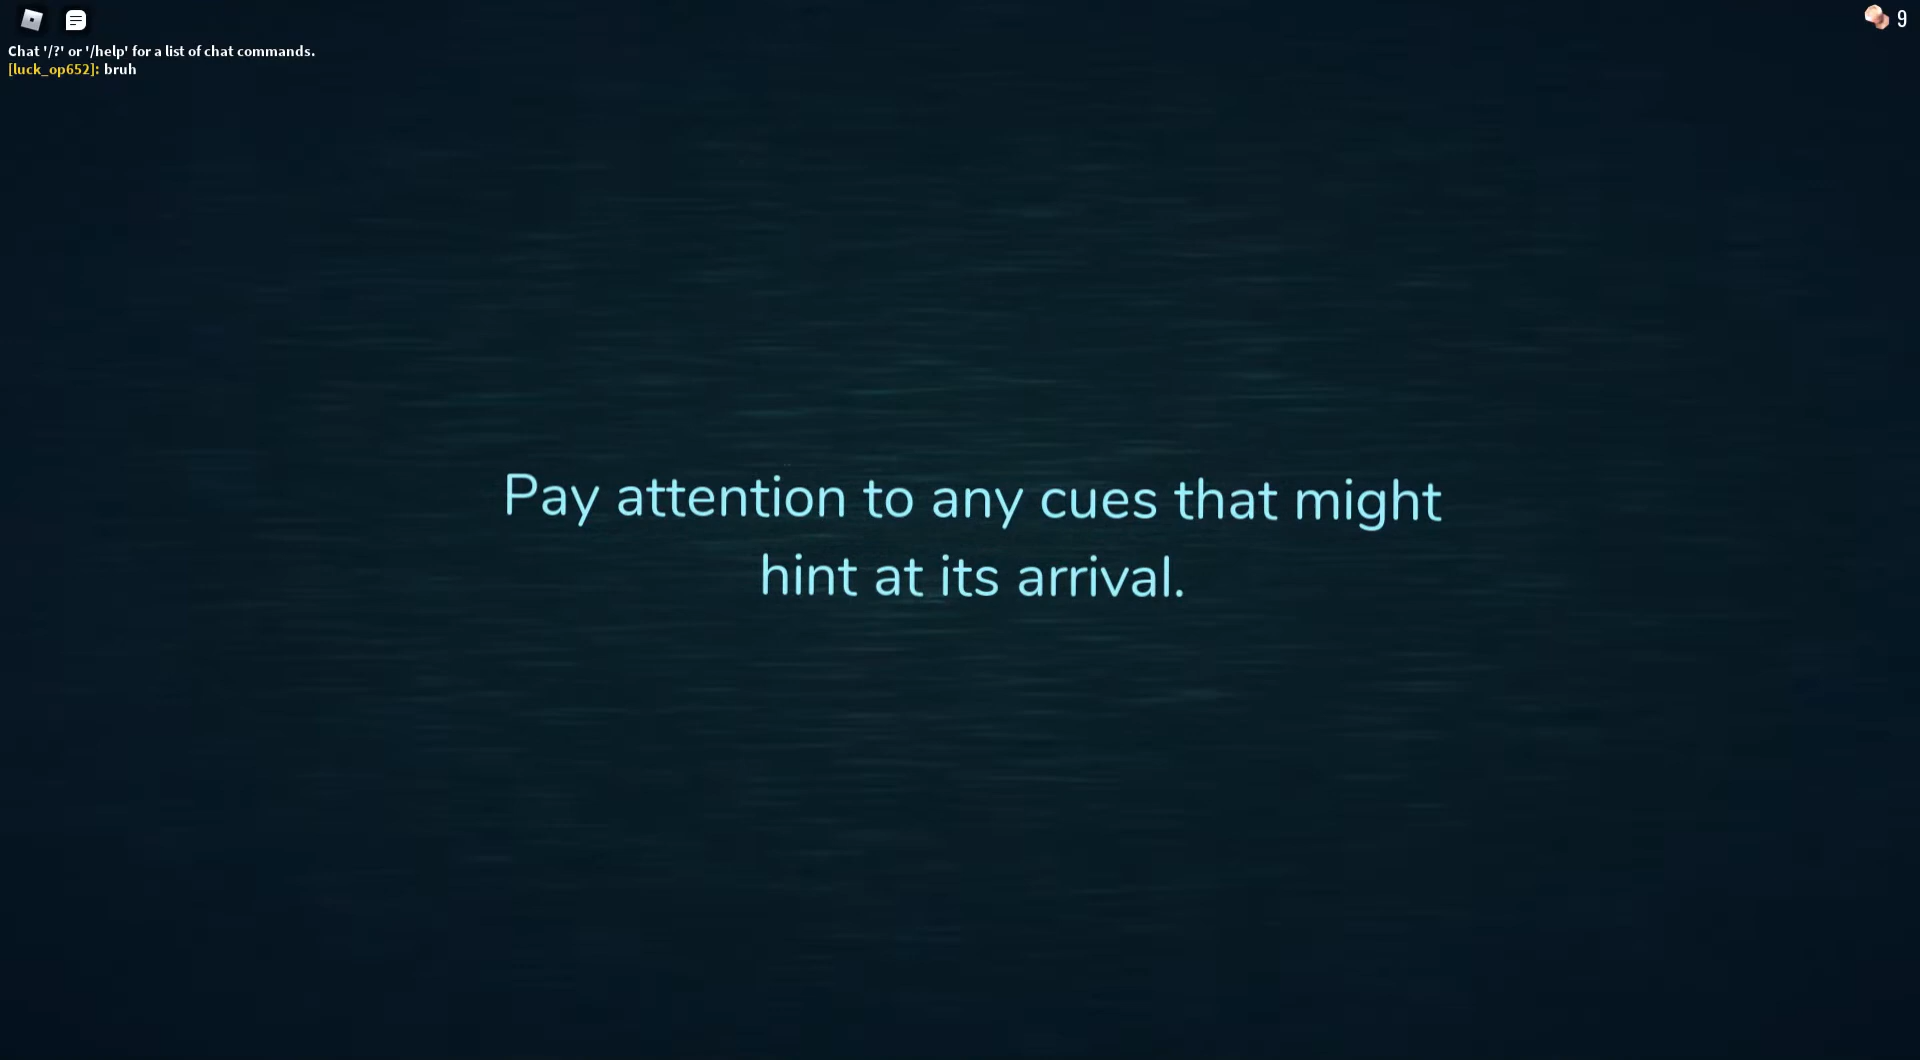 9
Chat '/?' or '/help' for a list of chat commands.
[luck_op652]: bruh
Pay attention to any cues that might
hint at its arrival.